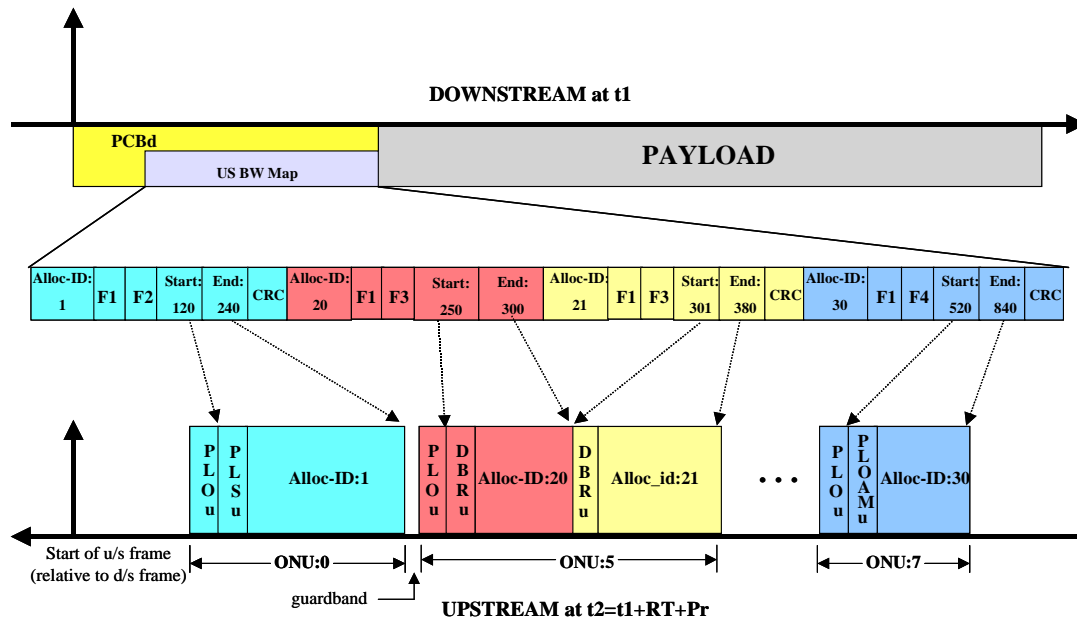 DOWNSTREAM at t1
PCBd
PAYLOAD
US BW Map
Alloc-ID:
1
F1
F2
Start:
120
End:
240
CRC
Alloc-ID:
20
F1
F3
Start:
250
End:
300
Alloc-ID:
21
F1
F3
Start:
301
End:
380
CRC
Alloc-ID:
30
F1
F4
Start:
520
End:
840
CRC
PLOu
PLSu
Alloc-ID:1
PLOu
DBRu
Alloc-ID:20
DBRu
Alloc_id:21
• • •
PLOu
PLOAMu
Alloc-ID:30
Start of u/s frame
(relative to d/s frame)
ONU:0
ONU:5
ONU:7
guardband
UPSTREAM at t2=t1+RT+Pr